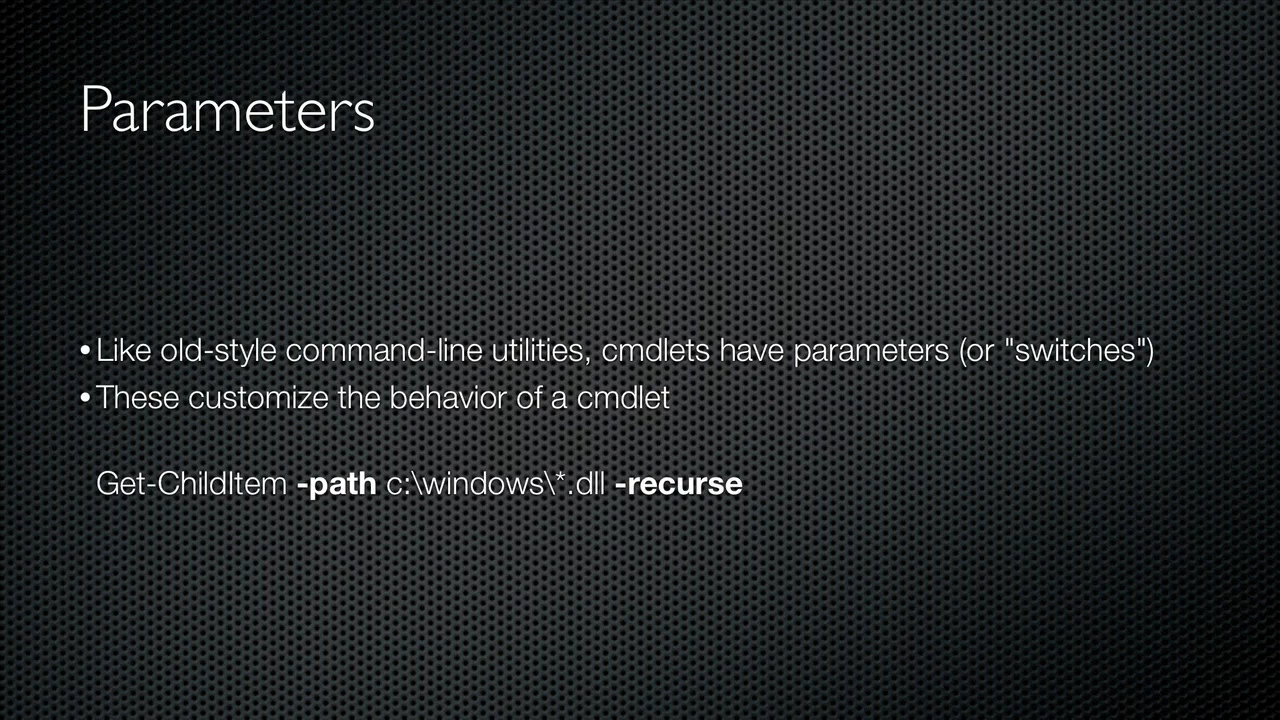 Parameters
• Like old-style command-line utilities, cmdlets have parameters (or "switches")
• These customize the behavior of a cmdlet
Get-ChildItem -path c:\windows\*.dll -recurse